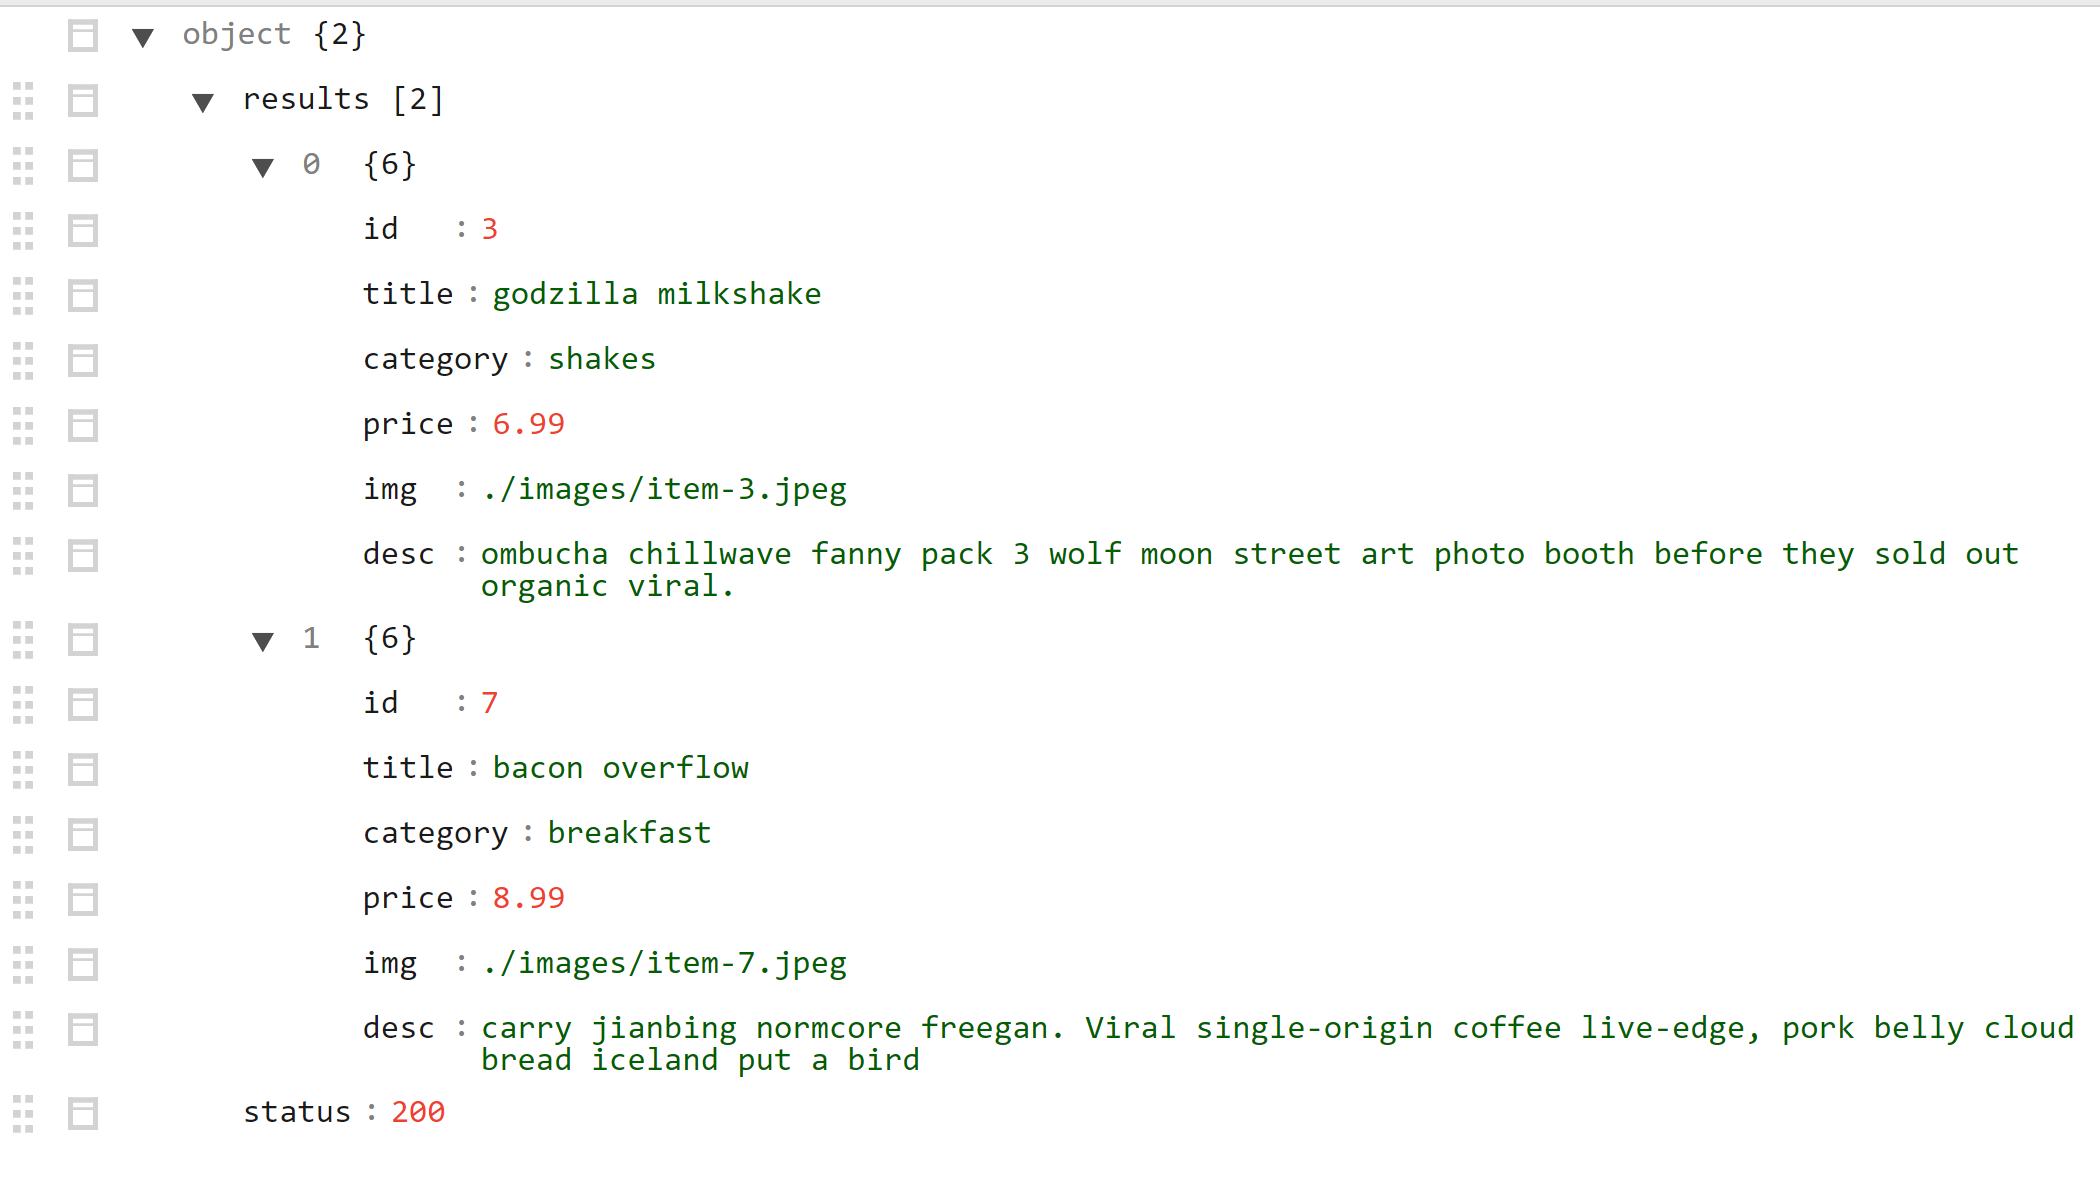 object {2}
results [2]
0 {6}
id : 3
title : godzilla milkshake
category : shakes
price : 6.99
img : ./images/item-3.jpeg
desc : ombucha chillwave fanny pack 3 wolf moon street art photo booth before they sold out
organic viral.
1 {6}
id : 7
title : bacon overflow
category : breakfast
price : 8.99
img : ./images/item-7.jpeg
desc : carry jianbing normcore freegan. Viral single-origin coffee live-edge, pork belly cloud
bread iceland put a bird
status : 200